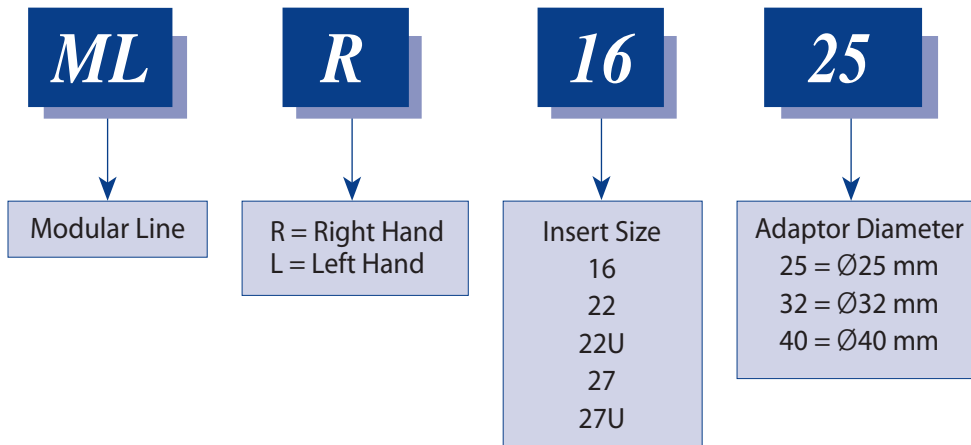 ML R 16 25
Modular Line
R = Right Hand
L = Left Hand
Insert Size
16
22
22U
27
27U
Adaptor Diameter
25 = Ø25 mm
32 = Ø32 mm
40 = Ø40 mm